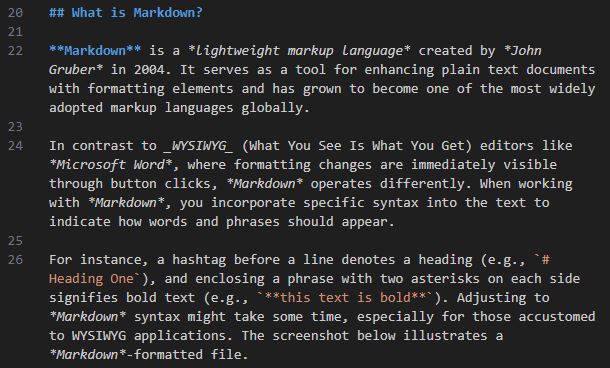 20 ## What is Markdown?
21
22 **Markdown** is a *lightweight markup language* created by *John
Gruber* in 2004. It serves as a tool for enhancing plain text documents
with formatting elements and has grown to become one of the most widely
adopted markup languages globally.
23
24 In contrast to _WYSIWYG_ (What You See Is What You Get) editors like
*Microsoft Word*, where formatting changes are immediately visible
through button clicks, *Markdown* operates differently. When working
with *Markdown*, you incorporate specific syntax into the text to
indicate how words and phrases should appear.
25
26 For instance, a hashtag before a line denotes a heading (e.g., `#
Heading One`), and enclosing a phrase with two asterisks on each side
signifies bold text (e.g., `**this text is bold**`). Adjusting to
*Markdown* syntax might take some time, especially for those accustomed
to WYSIWYG applications. The screenshot below illustrates a
*Markdown*-formatted file.